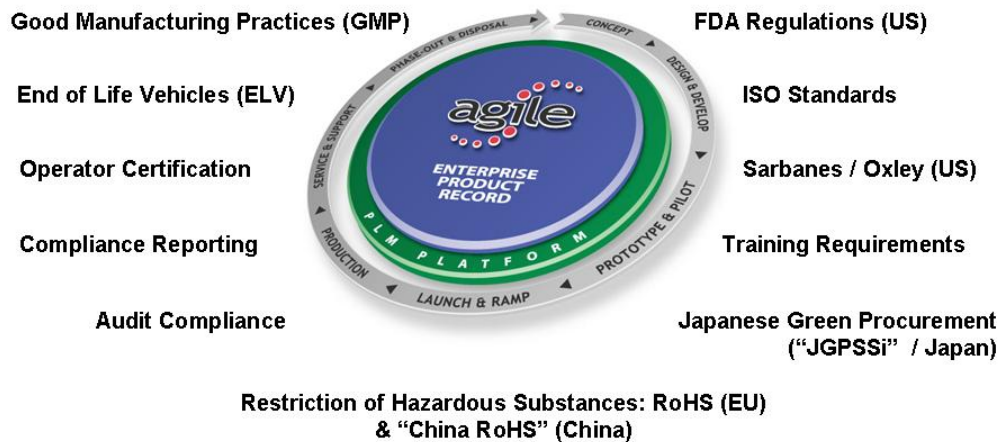 Good Manufacturing Practices (GMP)
FDA Regulations (US)
End of Life Vehicles (ELV)
ISO Standards
Operator Certification
Sarbanes / Oxley (US)
Compliance Reporting
Training Requirements
Audit Compliance
Japanese Green Procurement
(“JGPSSi” / Japan)
Restriction of Hazardous Substances: RoHS (EU)
& “China RoHS” (China)
agile
ENTERPRISE
PRODUCT
RECORD
PLM PLATFORM
CONCEPT
DESIGN & DEVELOP
PROTOTYPE & PILOT
LAUNCH & RAMP
PRODUCTION
SERVICE & SUPPORT
PHASE-OUT & DISPOSAL